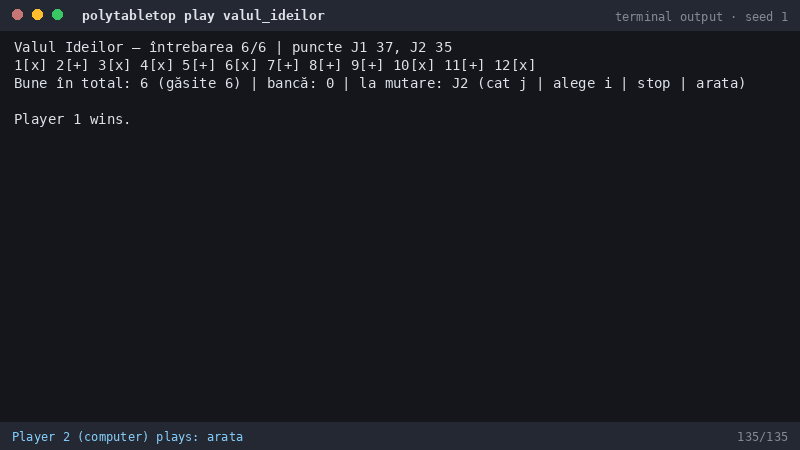 polytabletop play valul_ideilor
terminal output · seed 1
Valul Ideilor — întrebarea 6/6 | puncte J1 37, J2 35
1[x] 2[+] 3[x] 4[x] 5[+] 6[x] 7[+] 8[+] 9[+] 10[x] 11[+] 12[x]
Bune în total: 6 (găsite 6) | bancă: 0 | la mutare: J2 (cat j | alege i | stop | arata)
Player 1 wins.
Player 2 (computer) plays: arata
135/135